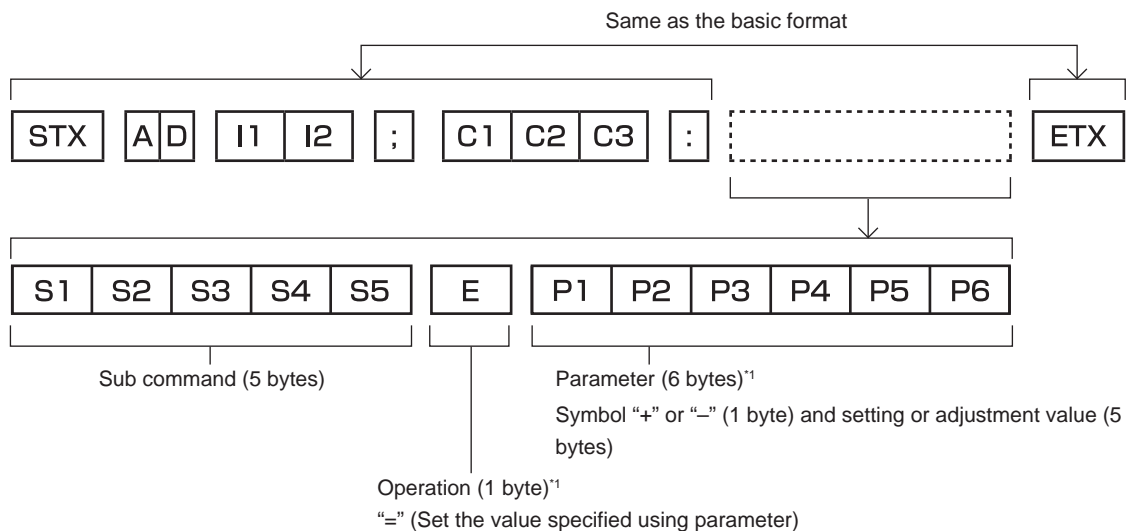 Same as the basic format
STX A D I1 I2 ; C1 C2 C3 : ETX
S1 S2 S3 S4 S5 E P1 P2 P3 P4 P5 P6
Sub command (5 bytes)
Parameter (6 bytes)*1
Symbol “+” or “–” (1 byte) and setting or adjustment value (5
bytes)
Operation (1 byte)*1
“=” (Set the value specified using parameter)